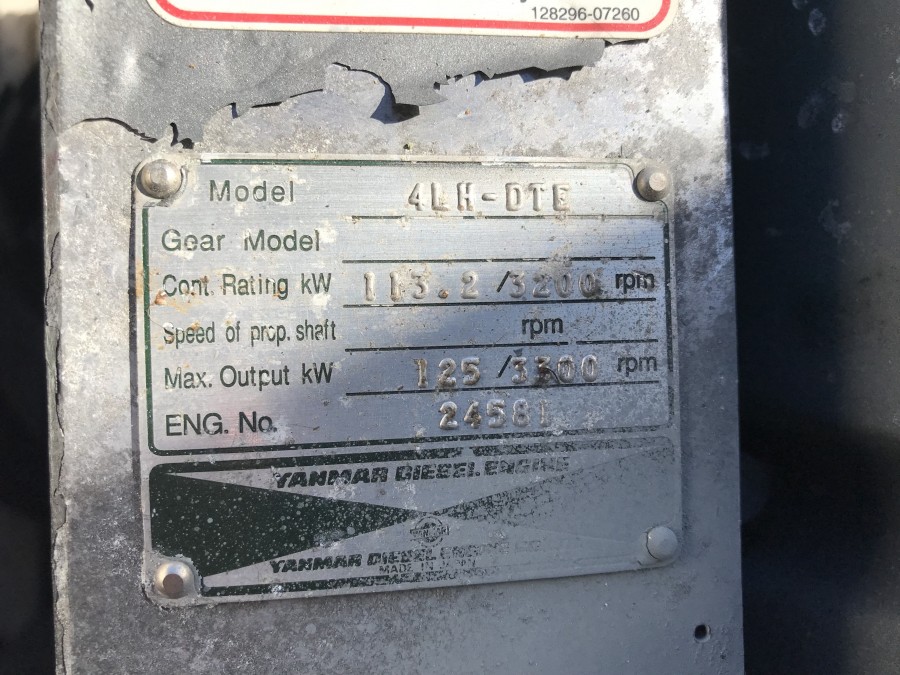 128296-07260
Model 4LH-DTE
Gear Model
Cont. Rating kW 113.2 /3200 rpm
Speed of prop. shaft rpm
Max. Output kW 125 /3300 rpm
ENG. No. 24581
YANMAR DIESEL ENGINE
YANMAR
YANMAR DIESEL ENGINE CO.
MADE IN JAPAN